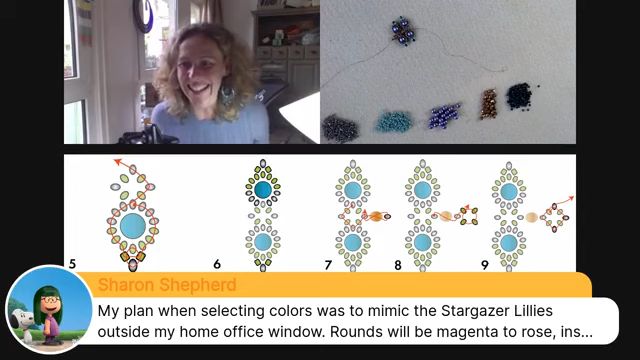 5
6
7
8
9
Sharon Shepherd
My plan when selecting colors was to mimic the Stargazer Lillies
outside my home office window. Rounds will be magenta to rose, ins...